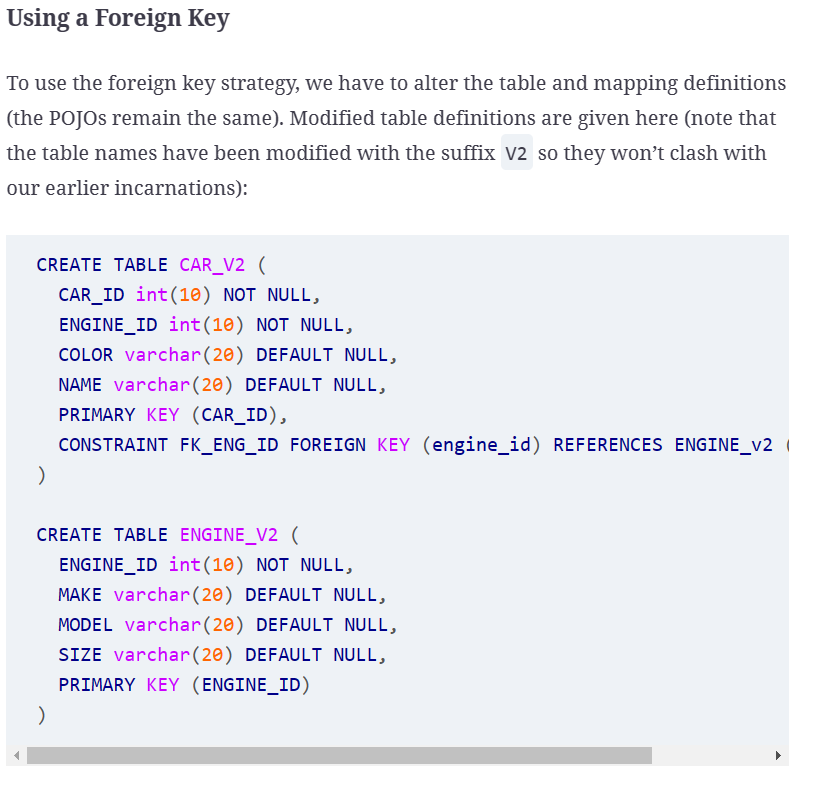 Using a Foreign Key
To use the foreign key strategy, we have to alter the table and mapping definitions
(the POJOs remain the same). Modified table definitions are given here (note that
the table names have been modified with the suffix V2 so they won’t clash with
our earlier incarnations):
CREATE TABLE CAR_V2 (
CAR_ID int(10) NOT NULL,
ENGINE_ID int(10) NOT NULL,
COLOR varchar(20) DEFAULT NULL,
NAME varchar(20) DEFAULT NULL,
PRIMARY KEY (CAR_ID),
CONSTRAINT FK_ENG_ID FOREIGN KEY (engine_id) REFERENCES ENGINE_v2 (
)
CREATE TABLE ENGINE_V2 (
ENGINE_ID int(10) NOT NULL,
MAKE varchar(20) DEFAULT NULL,
MODEL varchar(20) DEFAULT NULL,
SIZE varchar(20) DEFAULT NULL,
PRIMARY KEY (ENGINE_ID)
)